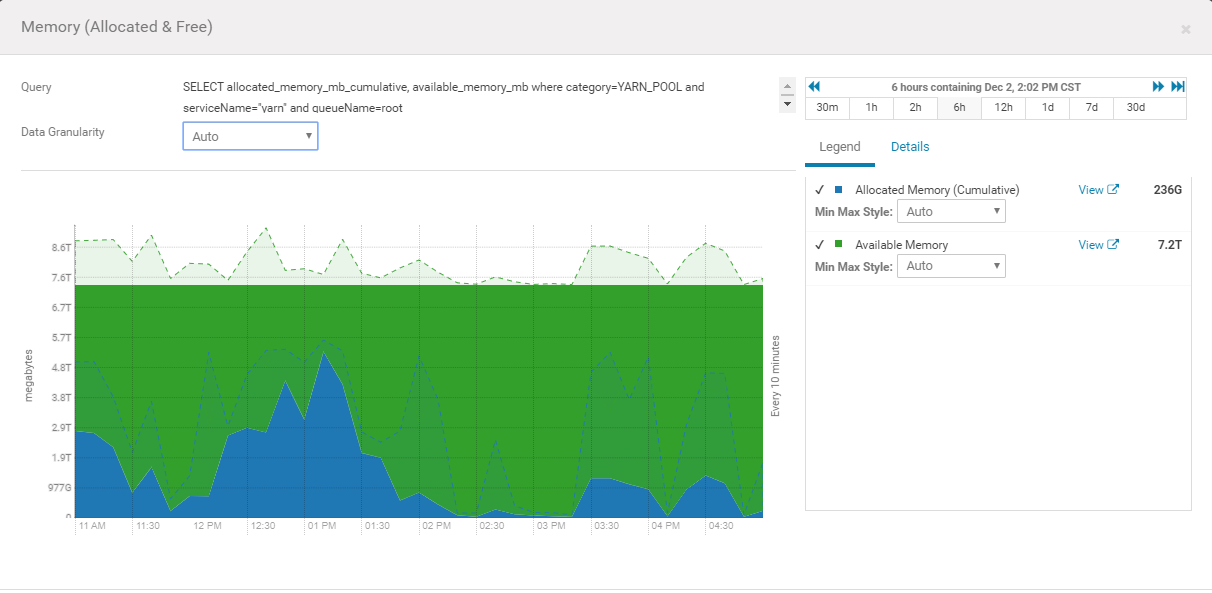 Memory (Allocated & Free)
Query
SELECT allocated_memory_mb_cumulative, available_memory_mb where category=YARN_POOL and
serviceName="yarn" and queueName=root
Data Granularity
Auto
6 hours containing Dec 2, 2:02 PM CST
30m 1h 2h 6h 12h 1d 7d 30d
Legend Details
Allocated Memory (Cumulative) View 236G
Min Max Style: Auto
Available Memory View 7.2T
Min Max Style: Auto
megabytes
8.6T
7.6T
6.7T
5.7T
4.8T
3.8T
2.9T
1.9T
977G
0
11 AM 11:30 12 PM 12:30 01 PM 01:30 02 PM 02:30 03 PM 03:30 04 PM 04:30
Every 10 minutes